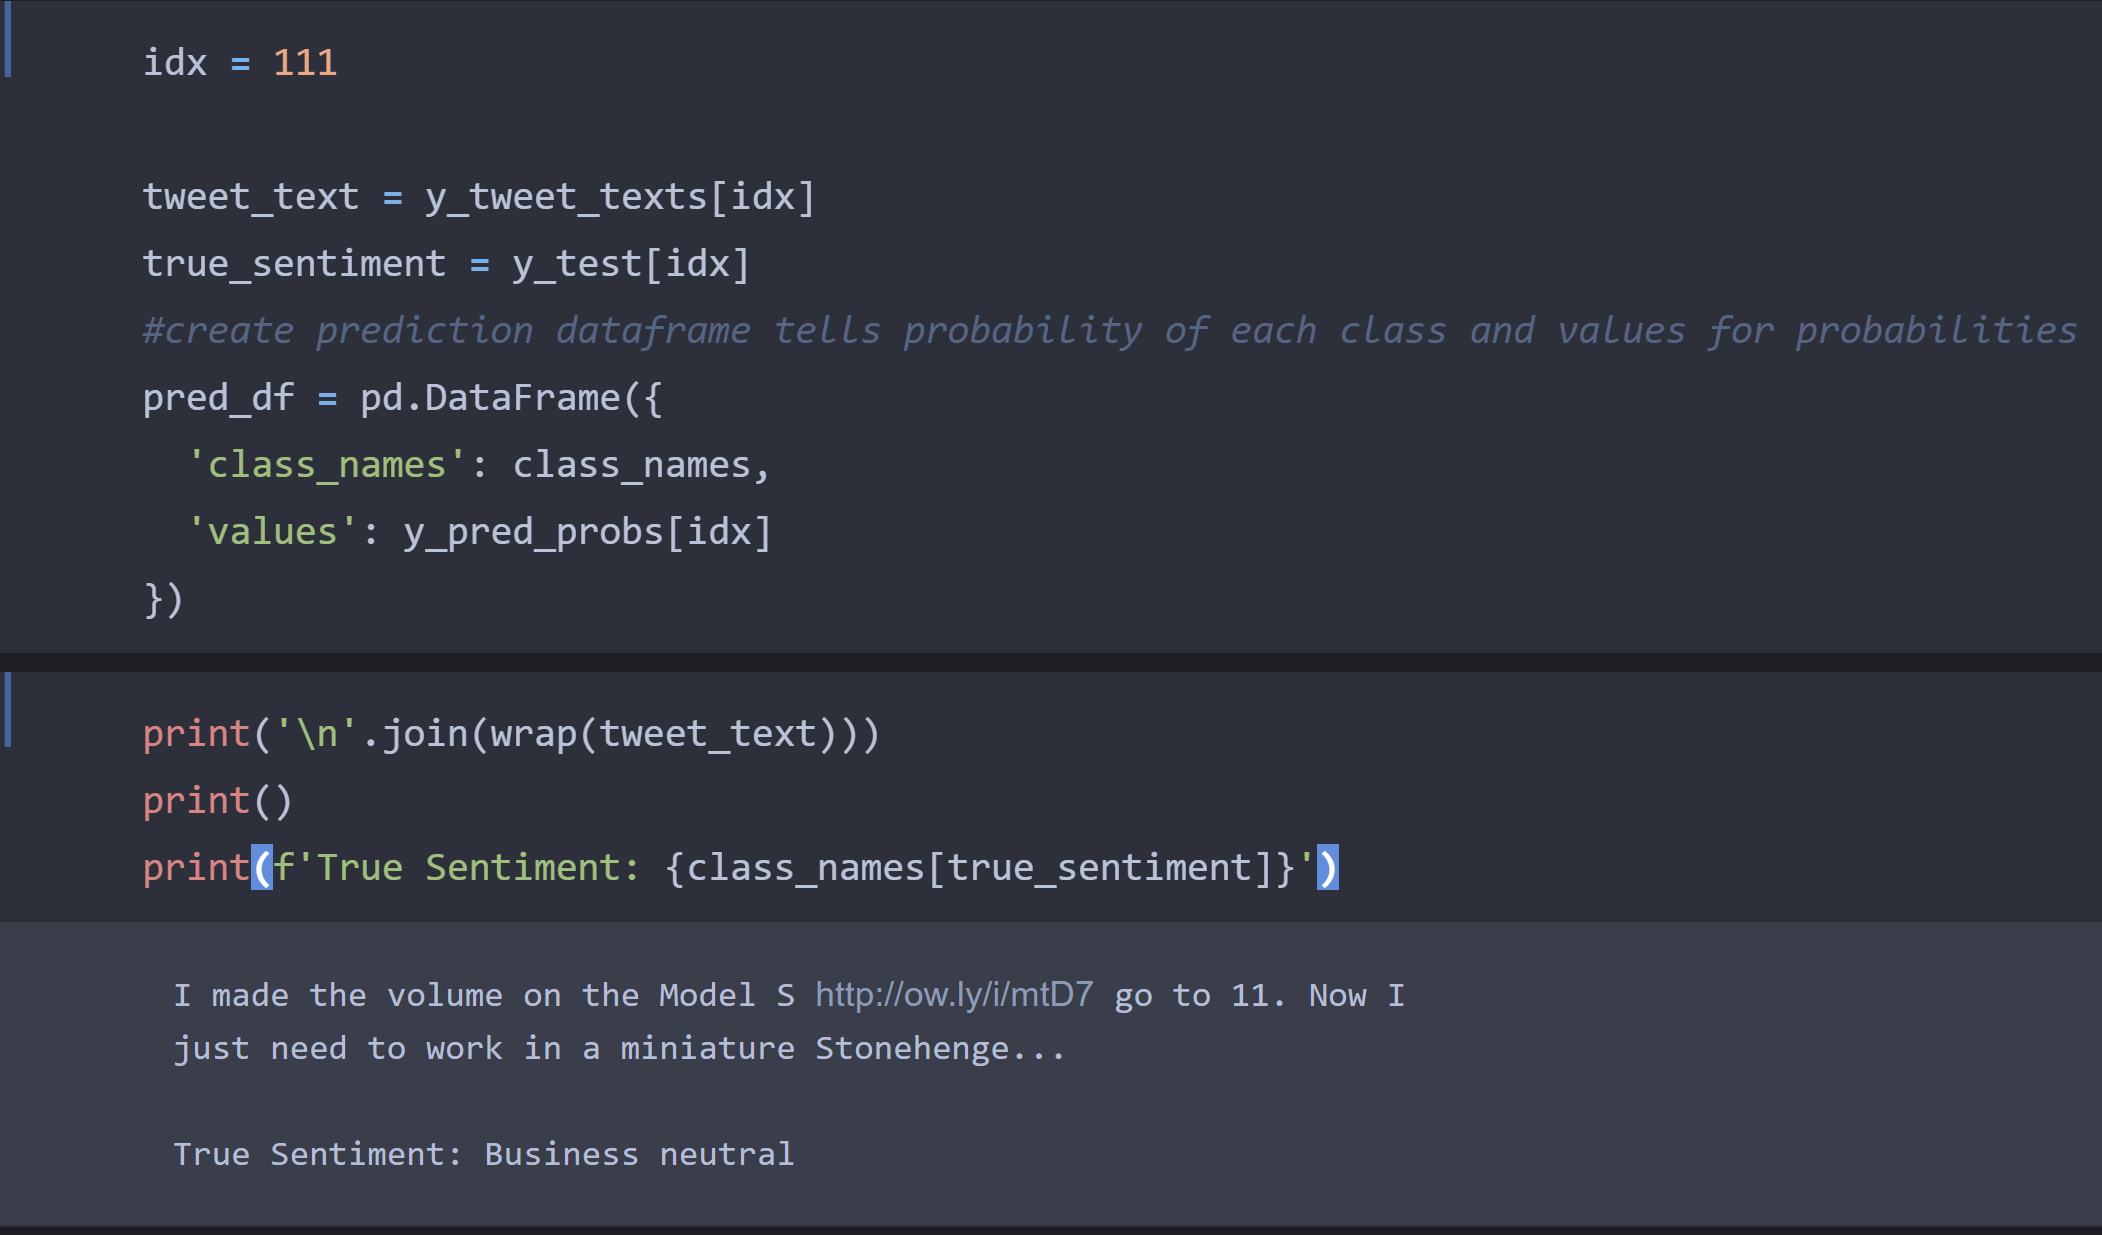 idx = 111
tweet_text = y_tweet_texts[idx]
true_sentiment = y_test[idx]
#create prediction dataframe tells probability of each class and values for probabilities
pred_df = pd.DataFrame({
  'class_names': class_names,
  'values': y_pred_probs[idx]
})
print('\n'.join(wrap(tweet_text)))
print()
print(f'True Sentiment: {class_names[true_sentiment]}')
I made the volume on the Model S http://ow.ly/i/mtD7 go to 11. Now I
just need to work in a miniature Stonehenge...
True Sentiment: Business neutral